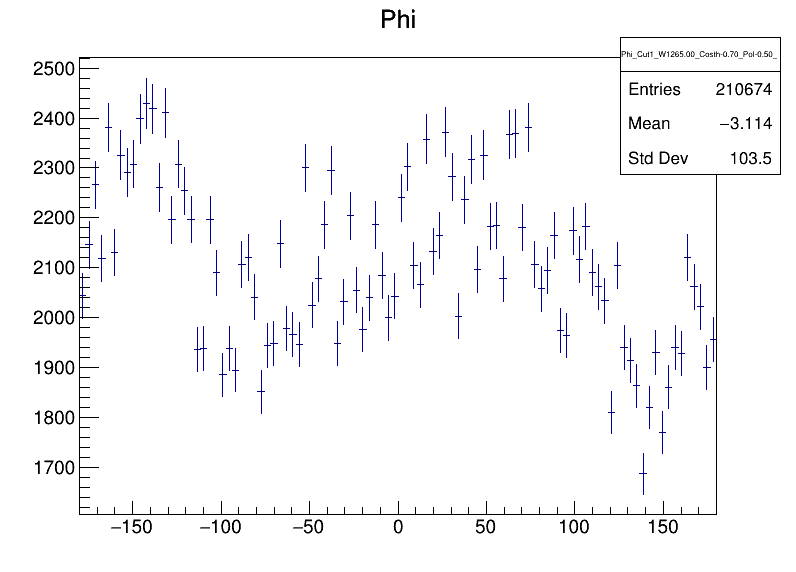 Phi
Phi_Cut1_W1265.00_Costh-0.70_Pol-0.50_
Entries 210674
Mean −3.114
Std Dev 103.5
2500
2400
2300
2200
2100
2000
1900
1800
1700
−150 −100 −50 0 50 100 150